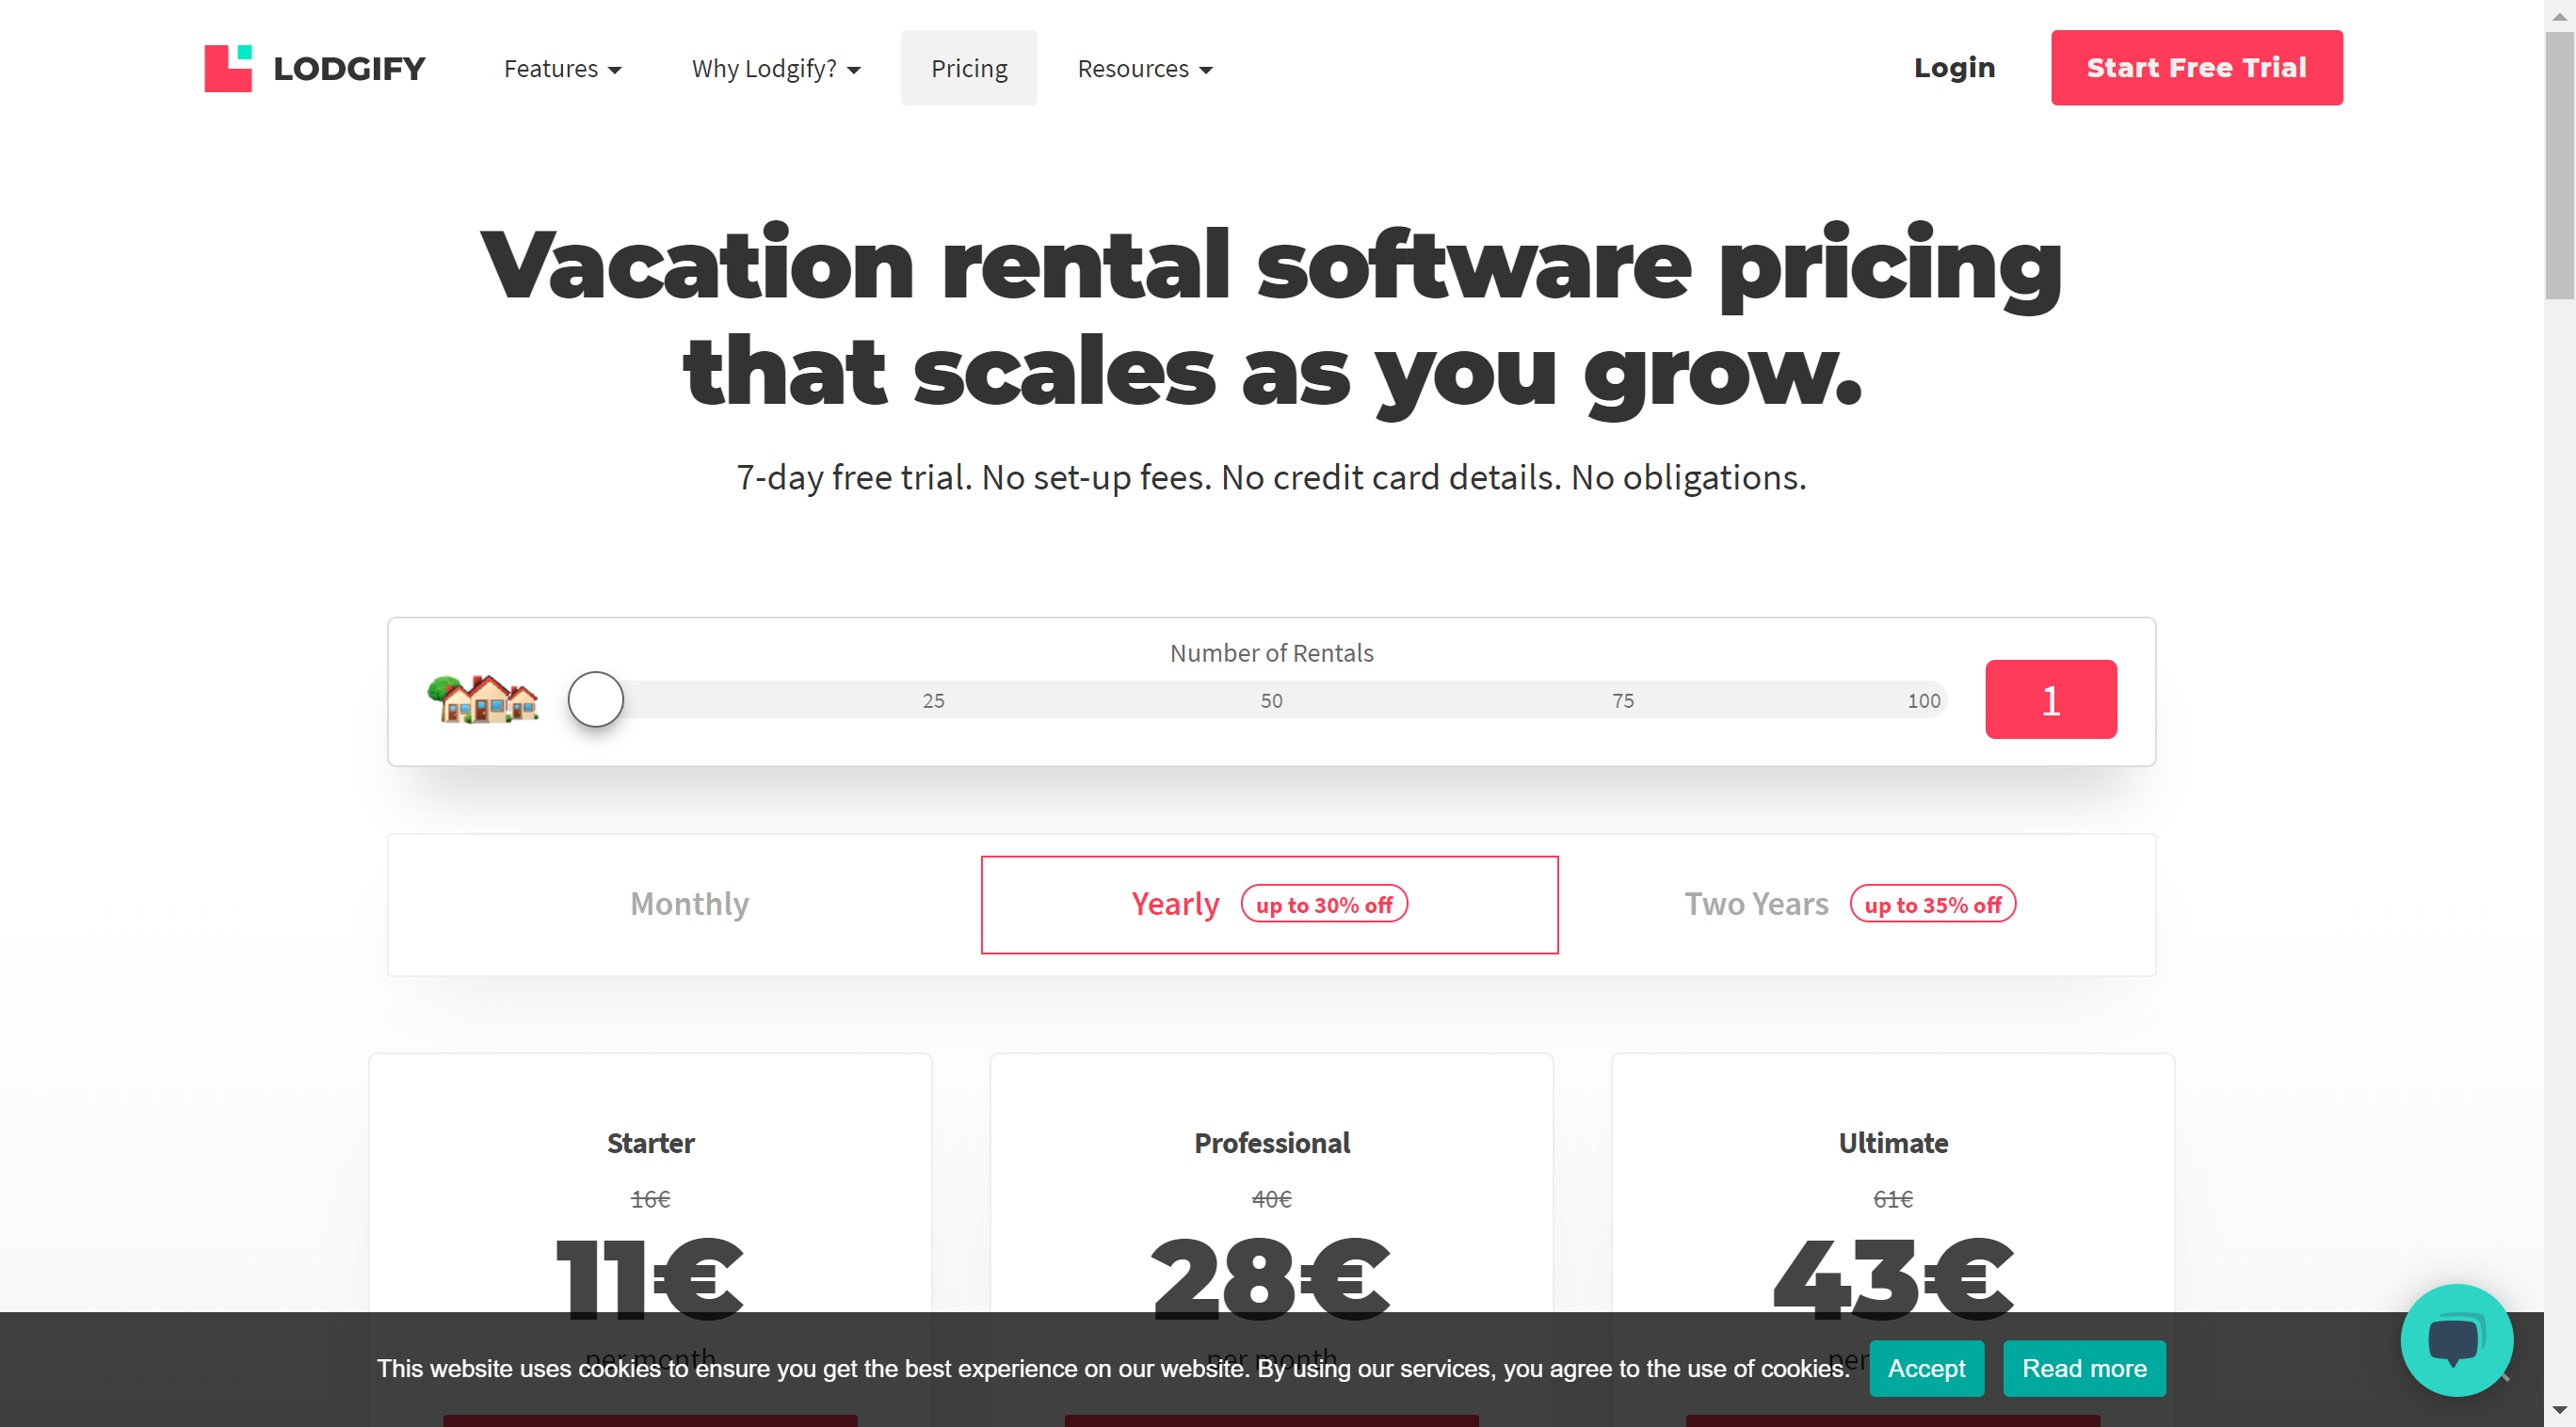 LODGIFY
Features
Why Lodgify?
Pricing
Resources
Login
Start Free Trial
Vacation rental software pricing
that scales as you grow.
7-day free trial. No set-up fees. No credit card details. No obligations.
Number of Rentals
25
50
75
100
1
Monthly
Yearly
up to 30% off
Two Years
up to 35% off
Starter
16€
11€
per month
Professional
40€
28€
per month
Ultimate
61€
43€
per
This website uses cookies to ensure you get the best experience on our website. By using our services, you agree to the use of cookies.
Accept
Read more